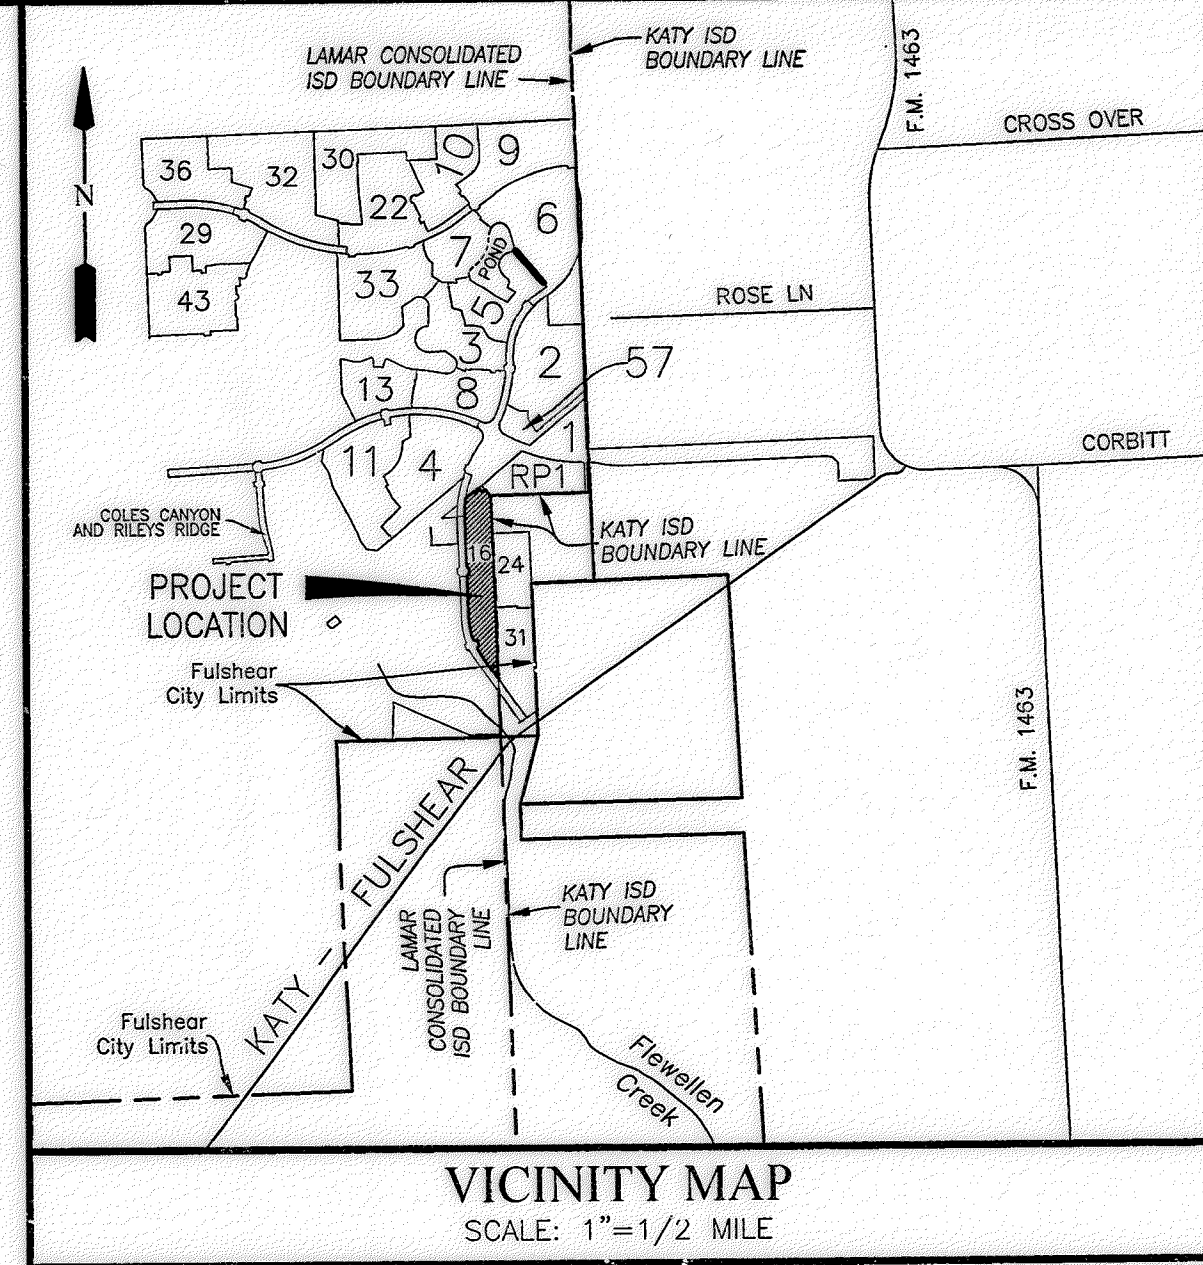 LAMAR CONSOLIDATED
ISD BOUNDARY LINE
KATY ISD
BOUNDARY LINE
F.M. 1463
CROSS OVER
N
36
32
30
10
9
22
29
6
7
POND
33
43
5
ROSE LN
3
2
57
13
8
1
11
4
RP1
CORBITT
COLES CANYON
AND RILEYS RIDGE
KATY ISD
BOUNDARY LINE
16
24
PROJECT
LOCATION
31
Fulshear
City Limits
F.M. 1463
KATY - FULSHEAR
LAMAR
CONSOLIDATED
ISD BOUNDARY
LINE
KATY ISD
BOUNDARY
LINE
Fulshear
City Limits
Flewellen
Creek
VICINITY MAP
SCALE: 1"=1/2 MILE